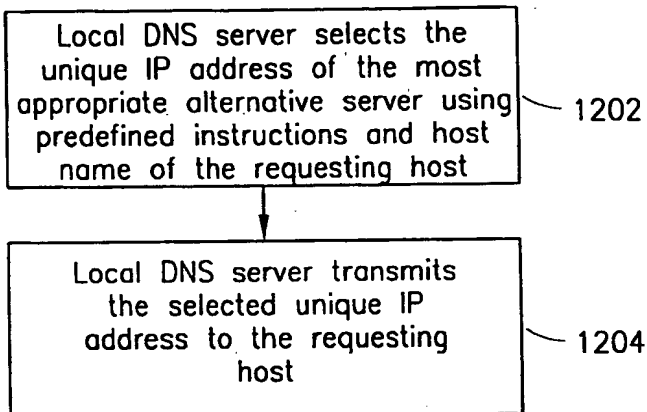 Local DNS server selects the
unique IP address of the most
appropriate alternative server using
predefined instructions and host
name of the requesting host
1202
Local DNS server transmits
the selected unique IP
address to the requesting
host
1204